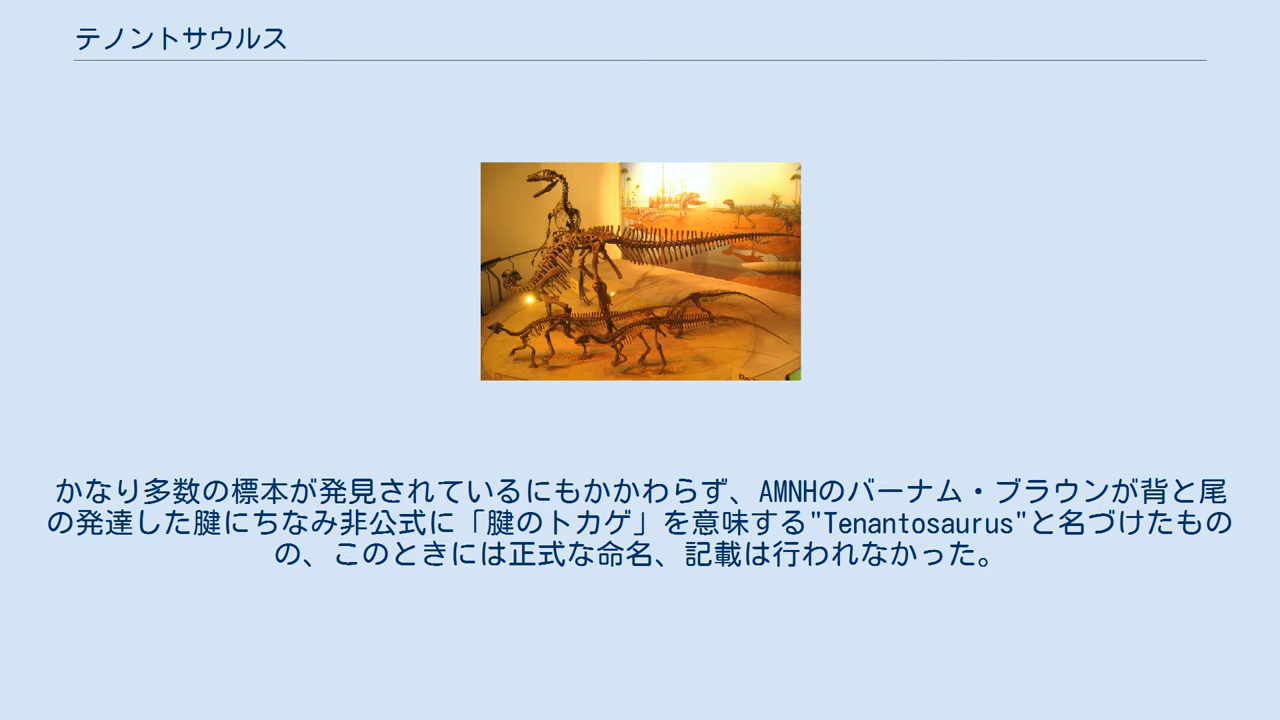 テノントサウルス
かなり多数の標本が発見されているにもかかわらず、AMNHのバーナム・ブラウンが背と尾
の発達した腱にちなみ非公式に「腱のトカゲ」を意味する"Tenantosaurus"と名づけたもの
の、このときには正式な命名、記載は行われなかった。